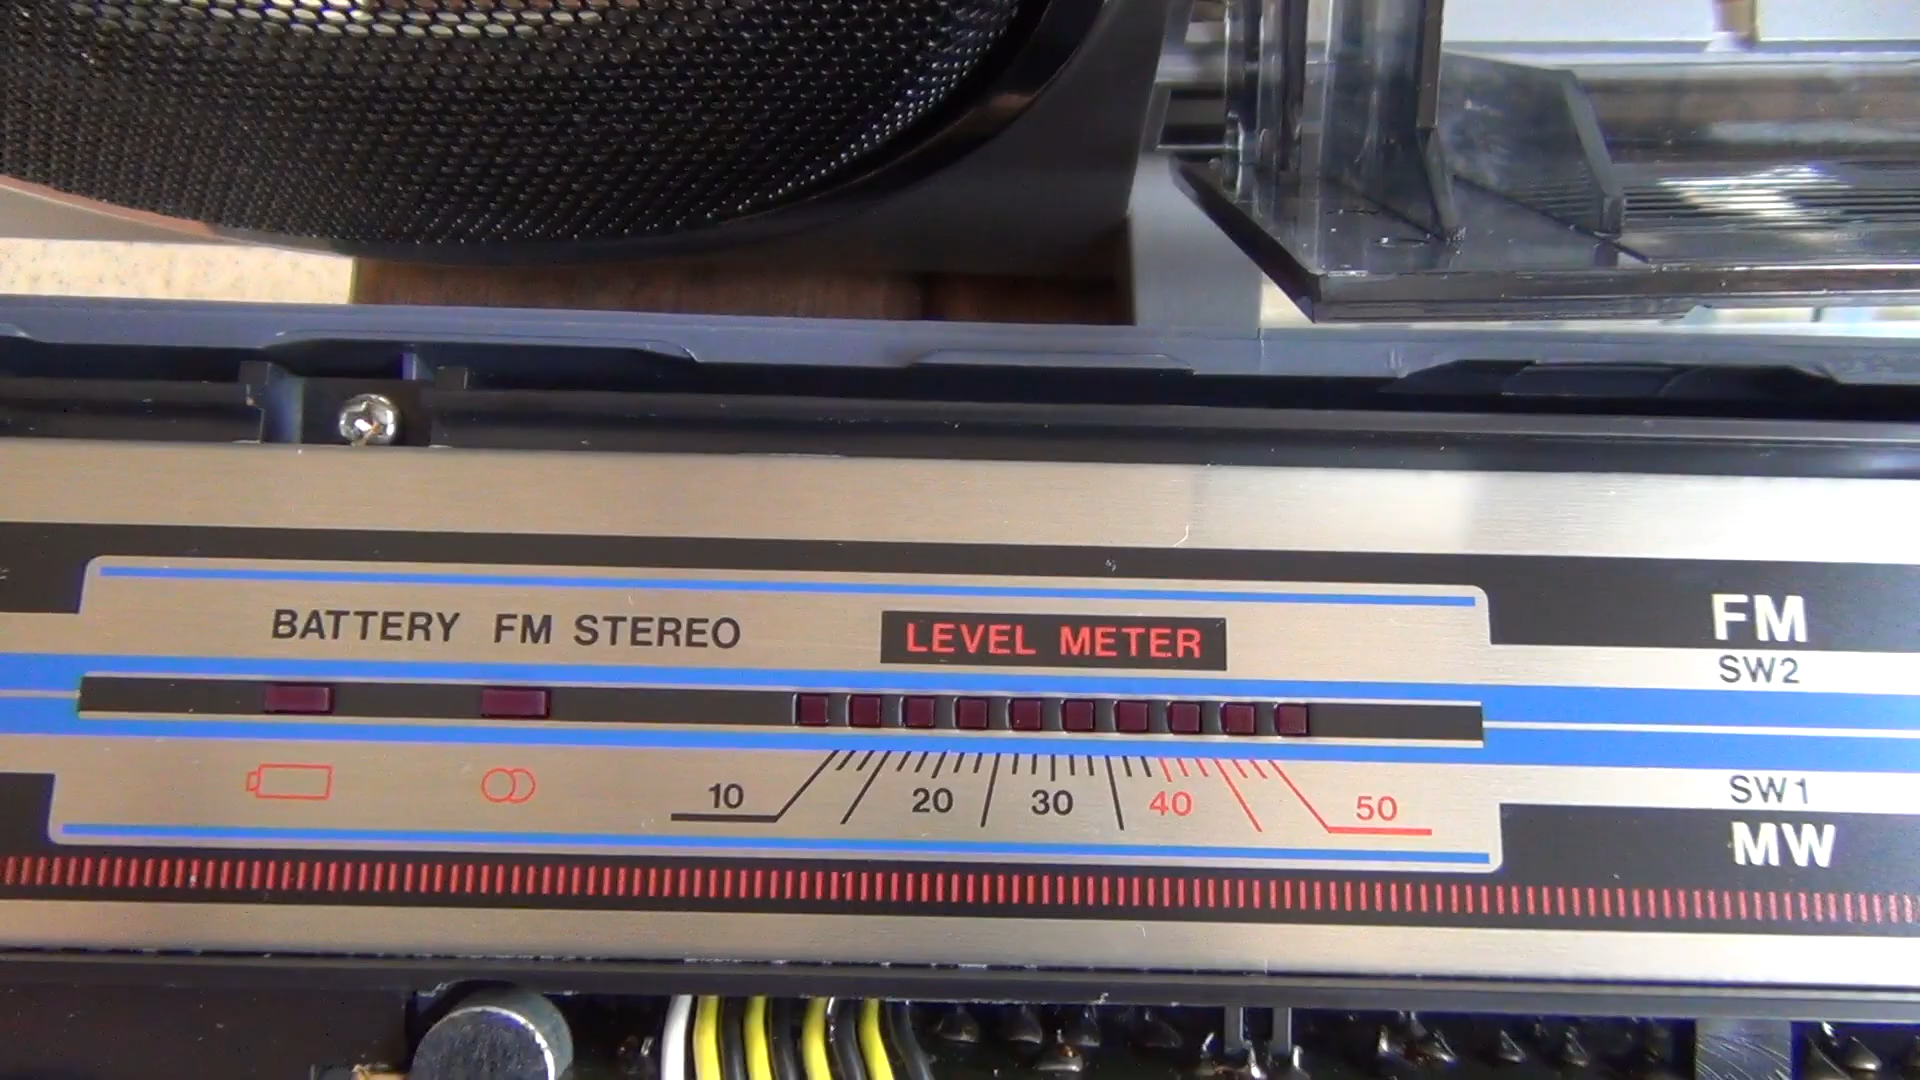 BATTERY FM STEREO
LEVEL METER
FM
SW2
10 20 30 40 50
SW1
MW